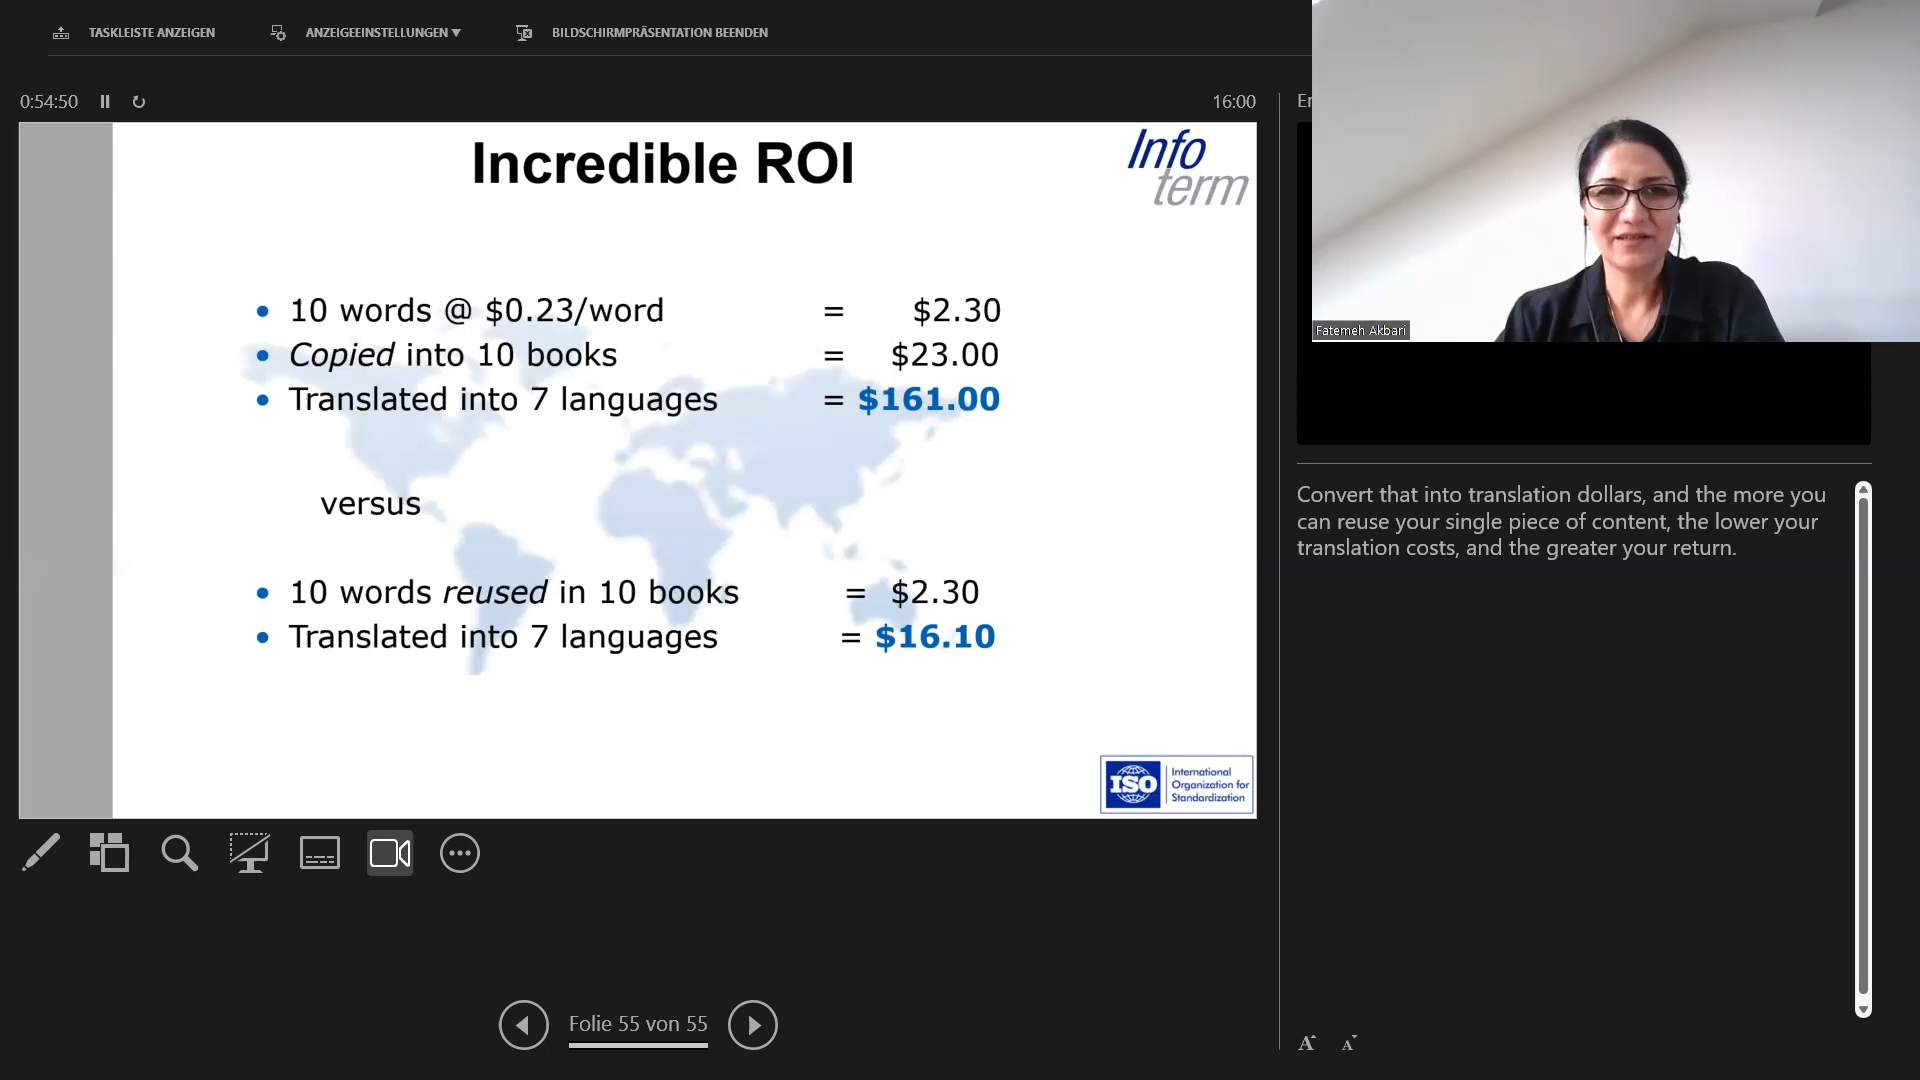 TASKLEISTE ANZEIGEN
ANZEIGEEINSTELLUNGEN ▼
BILDSCHIRMPRÄSENTATION BEENDEN
0:54:50
16:00
Incredible ROI
Info
term
• 10 words @ $0.23/word = $2.30
• Copied into 10 books = $23.00
• Translated into 7 languages = $161.00
versus
• 10 words reused in 10 books = $2.30
• Translated into 7 languages = $16.10
ISO
International
Organization for
Standardization
Folie 55 von 55
Fatemeh Akbari
Convert that into translation dollars, and the more you
can reuse your single piece of content, the lower your
translation costs, and the greater your return.
A A